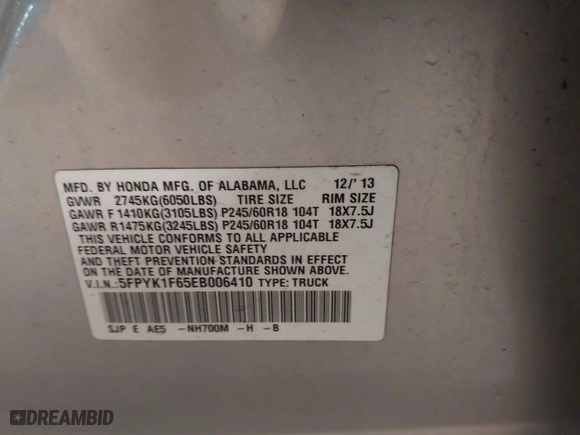 MFD. BY HONDA MFG. OF ALABAMA, LLC 12/'13
GVWR 2745KG(6050LBS) TIRE SIZE RIM SIZE
GAWR F1410KG(3105LBS) P245/60R18 104T 18X7.5J
GAWR R1475KG(3245LBS) P245/60R18 104T 18X7.5J
THIS VEHICLE CONFORMS TO ALL APPLICABLE
FEDERAL MOTOR VEHICLE SAFETY
AND THEFT PREVENTION STANDARDS IN EFFECT
ON THE DATE OF MANUFACTURE SHOWN ABOVE.
V.I.N.:5FPYK1F65EB006410 TYPE:TRUCK
SJP E AE5 -NH700M -H -B
DREAMBID